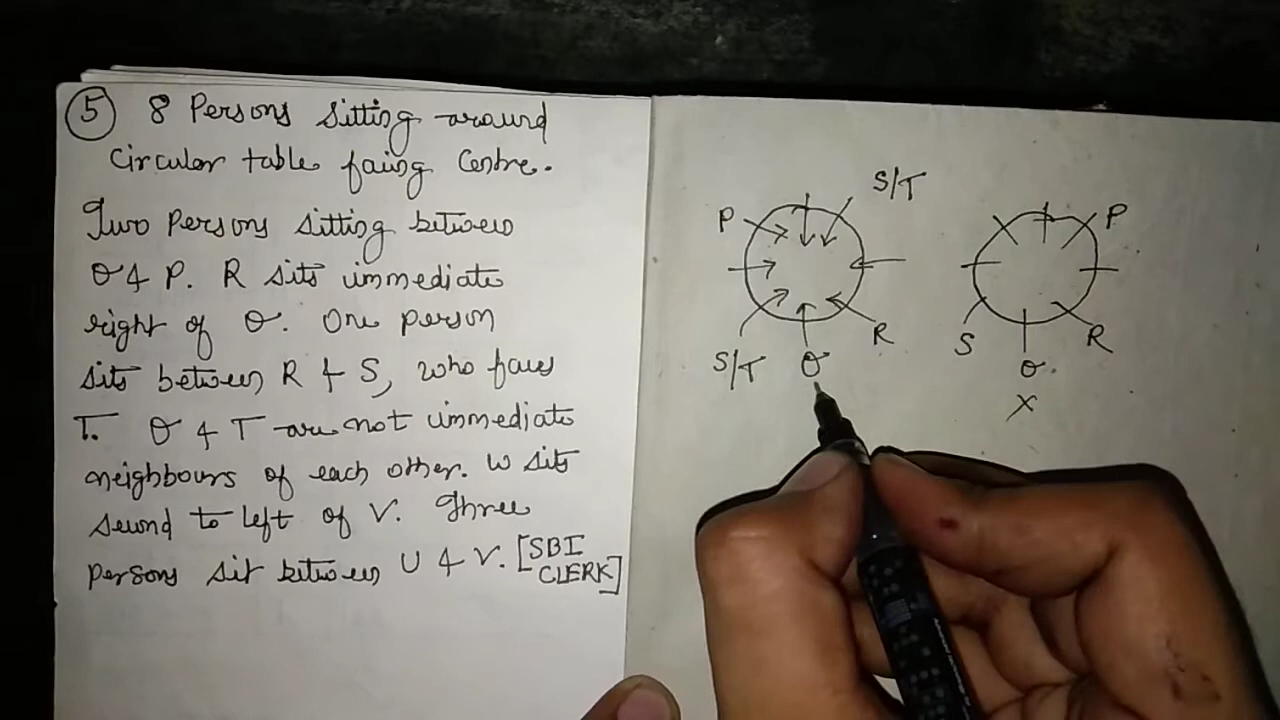 5 8 Persons sitting around
circular table facing Centre.
Two Persons sitting between
O & P. R sits immediate
right of O. One person
sits between R & S, who faces
T. O & T are not immediate
neighbours of each other. W sits
second to left of V. Three
persons sit between U & V. [SBI
CLERK]
S/T
P
R
S/T
O
P
S
R
O
X